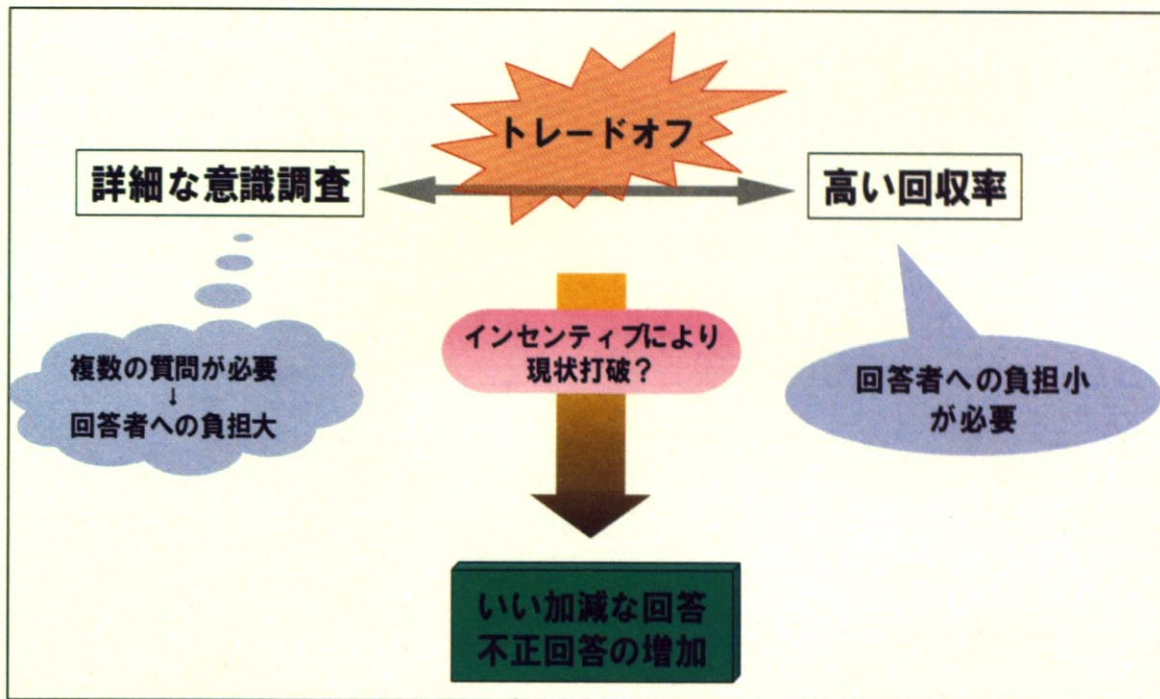 トレードオフ
詳細な意識調査
高い回収率
複数の質問が必要
↓
回答者への負担大
インセンティブにより
現状打破？
回答者への負担小
が必要
いい加減な回答
不正回答の増加